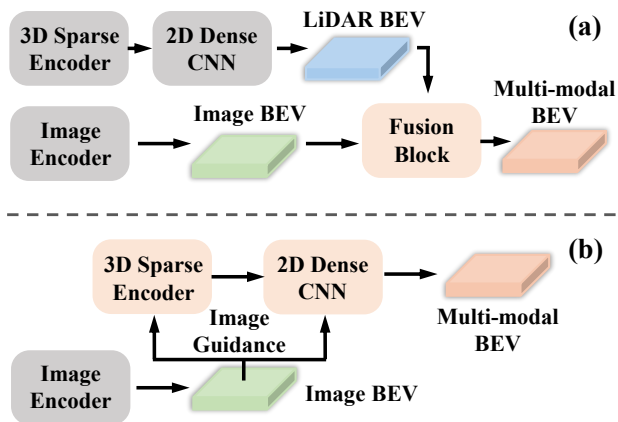 3D Sparse
Encoder
2D Dense
CNN
LiDAR BEV
(a)
Image
Encoder
Image BEV
Fusion
Block
Multi-modal
BEV
(b)
3D Sparse
Encoder
2D Dense
CNN
Multi-modal
BEV
Image
Guidance
Image
Encoder
Image BEV